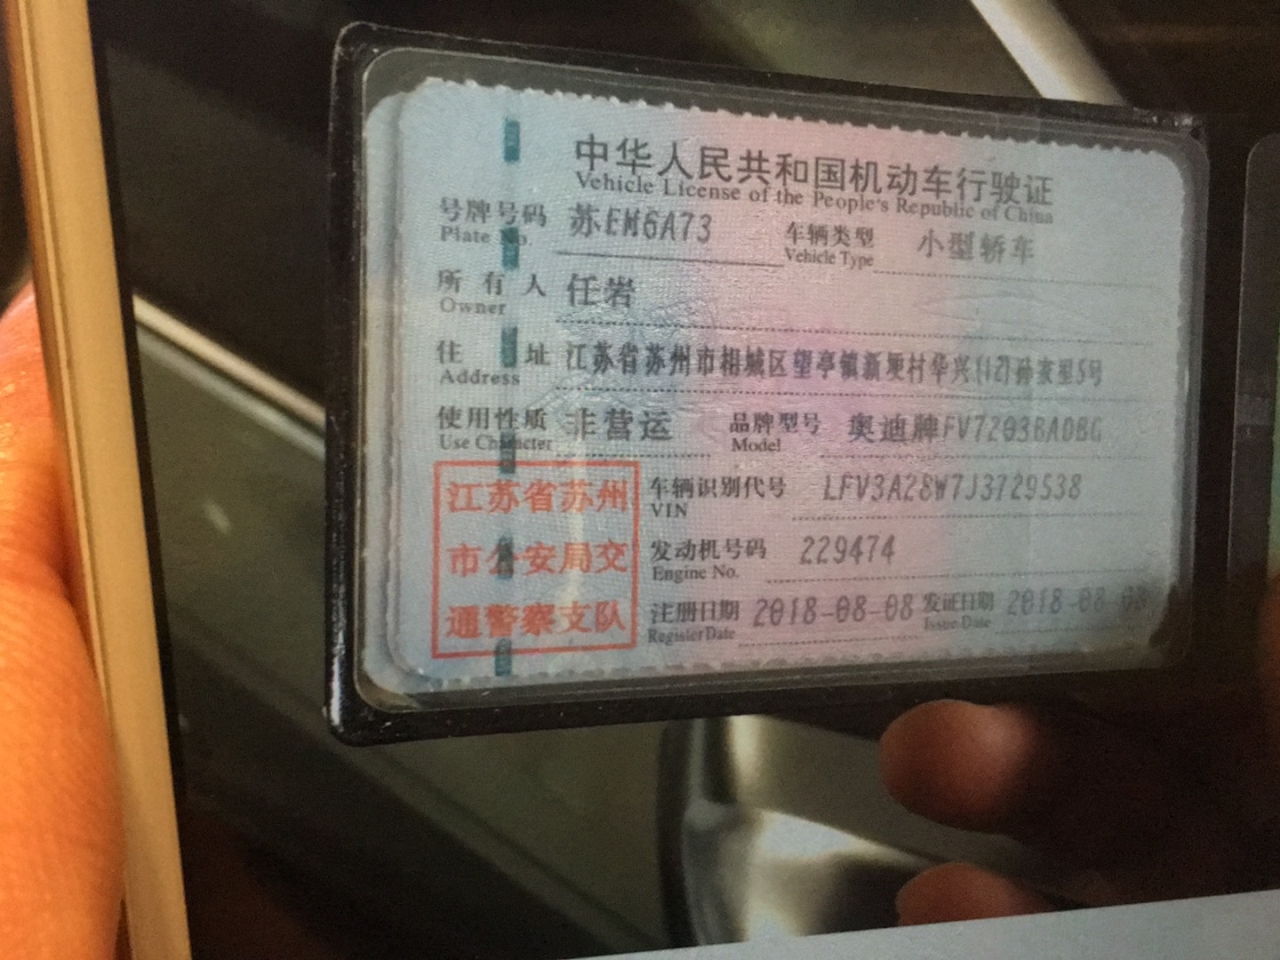 中华人民共和国机动车行驶证
Vehicle License of the People's Republic of China
号牌号码 苏EM6A73 车辆类型 小型轿车
Plate No. Vehicle Type
所有人 任岩
Owner
住址 江苏省苏州市相城区望亭镇新埂村华兴(12)孙家里5号
Address
使用性质 非营运 品牌型号 奥迪牌FV7203BADBG
Use Character Model
江苏省苏州
市公安局交
通警察支队
车辆识别代号 LFV3A28W7J3729538
VIN
发动机号码 229474
Engine No.
注册日期 2018-08-08 发证日期 2018-08-08
Register Date Issue Date